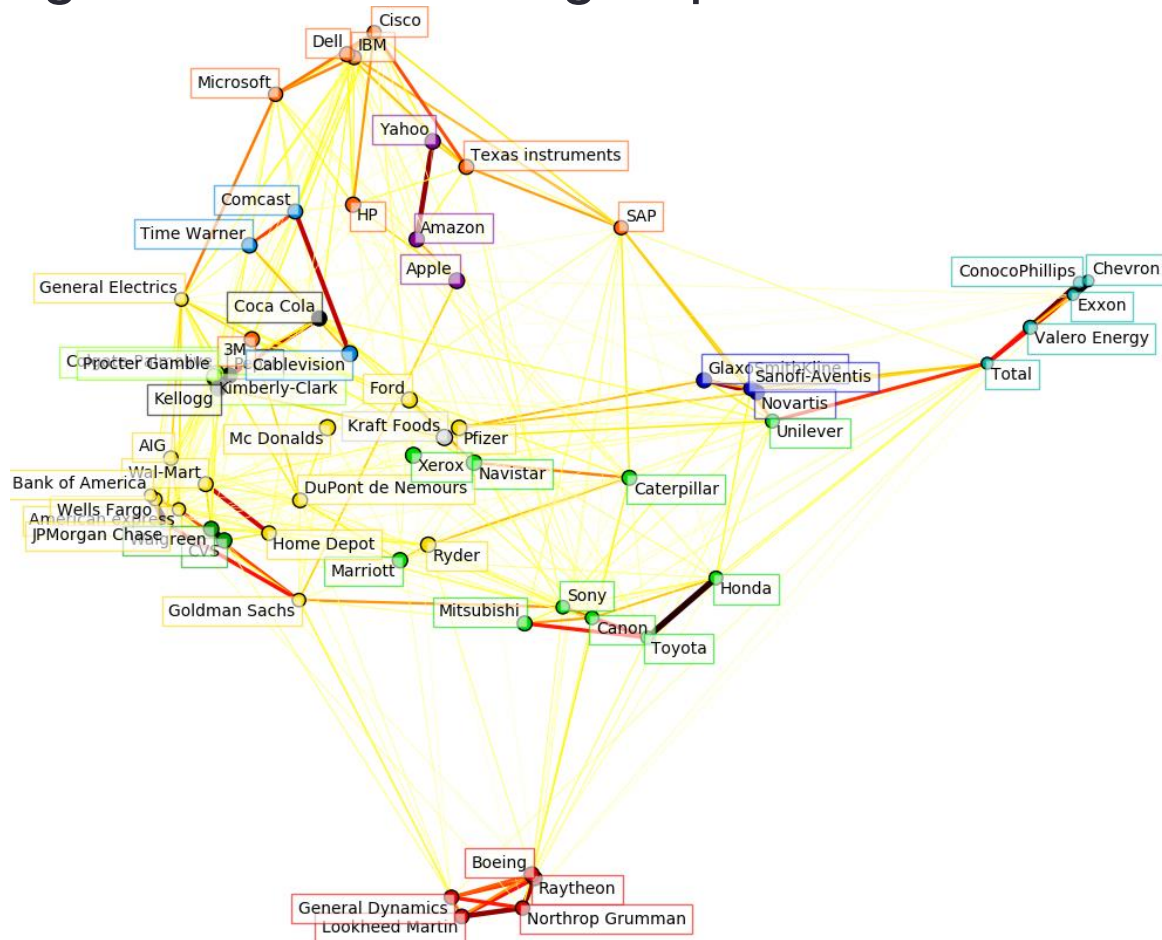 Cisco
Dell
IBM
Microsoft
Yahoo
Texas instruments
Comcast
HP
SAP
Time Warner
Amazon
Apple
ConocoPhillips
Chevron
General Electrics
Exxon
Coca Cola
Valero Energy
3M
Procter Gamble
Cablevision
GlaxoSmithKline
Total
Sanofi-Aventis
Kimberly-Clark
Ford
Kellogg
Novartis
Kraft Foods
Unilever
Mc Donalds
Pfizer
AIG
Xerox
Navistar
Wal-Mart
Bank of America
DuPont de Nemours
Caterpillar
Wells Fargo
American express
JPMorgan Chase
Walgreen
Home Depot
CVS
Ryder
Marriott
Honda
Sony
Goldman Sachs
Mitsubishi
Canon
Toyota
Boeing
Raytheon
General Dynamics
Northrop Grumman
Lookheed Martin